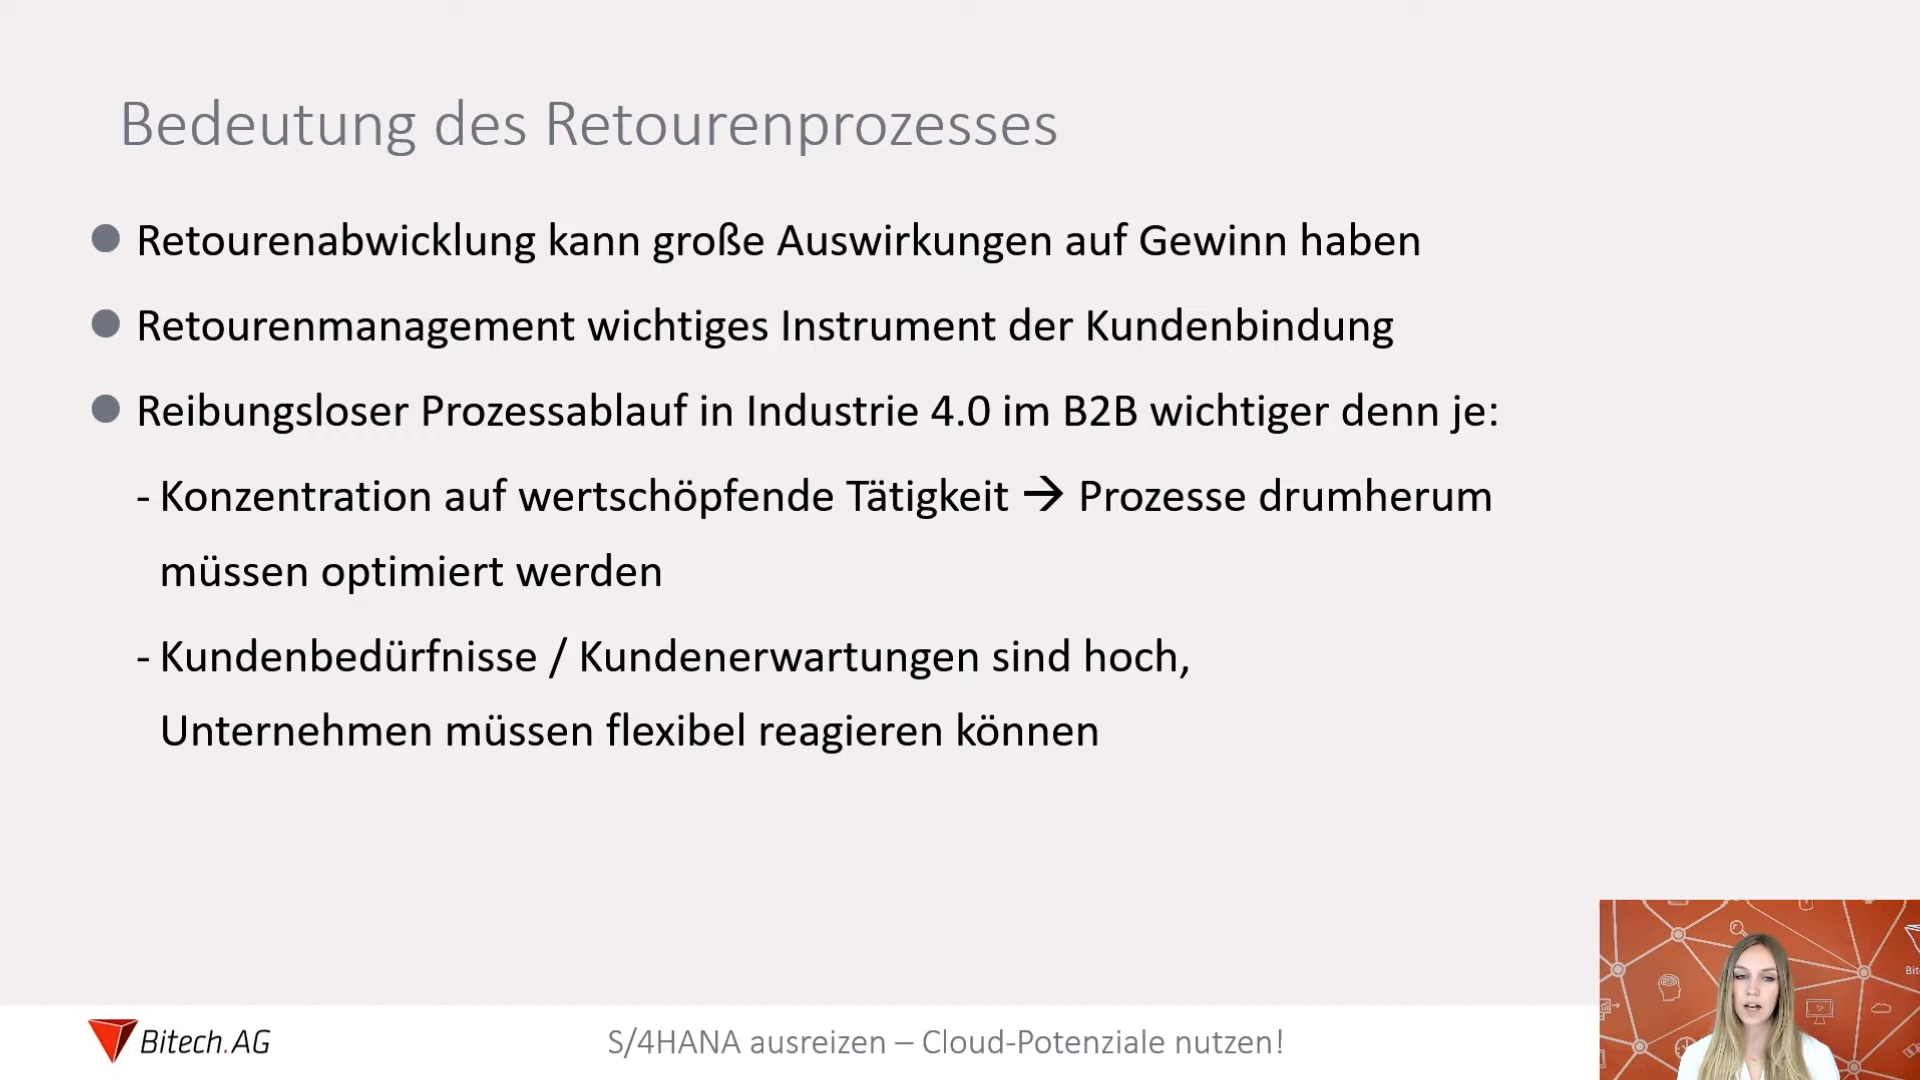 Bedeutung des Retourenprozesses
Retourenabwicklung kann große Auswirkungen auf Gewinn haben
Retourenmanagement wichtiges Instrument der Kundenbindung
Reibungsloser Prozessablauf in Industrie 4.0 im B2B wichtiger denn je:
- Konzentration auf wertschöpfende Tätigkeit → Prozesse drumherum
müssen optimiert werden
- Kundenbedürfnisse / Kundenerwartungen sind hoch,
Unternehmen müssen flexibel reagieren können
Bitech.AG
S/4HANA ausreizen – Cloud-Potenziale nutzen!